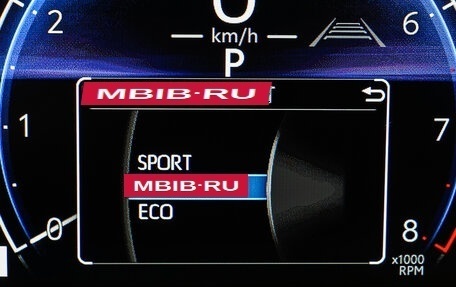 0
2
km/h
6
P
MBIB·RU
1
SPORT
7
MBIB·RU
ECO
0
8
x1000
RPM